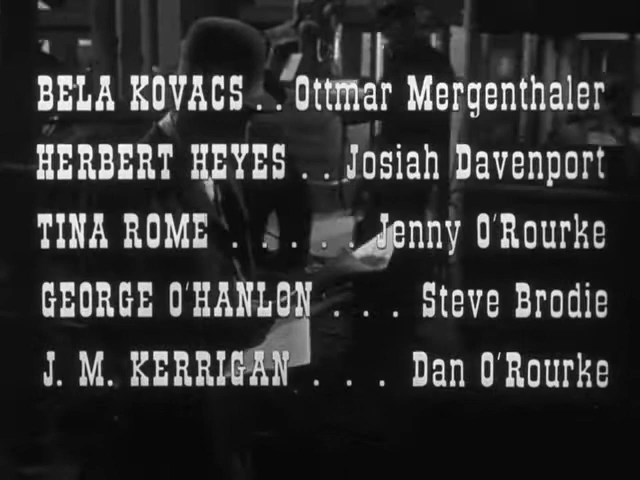 BELA KOVACS . . Ottmar Mergenthaler
HERBERT HEYES . . Josiah Davenport
TINA ROME . . . . . Jenny O'Rourke
GEORGE O'HANLON . . . Steve Brodie
J. M. KERRIGAN . . . Dan O'Rourke